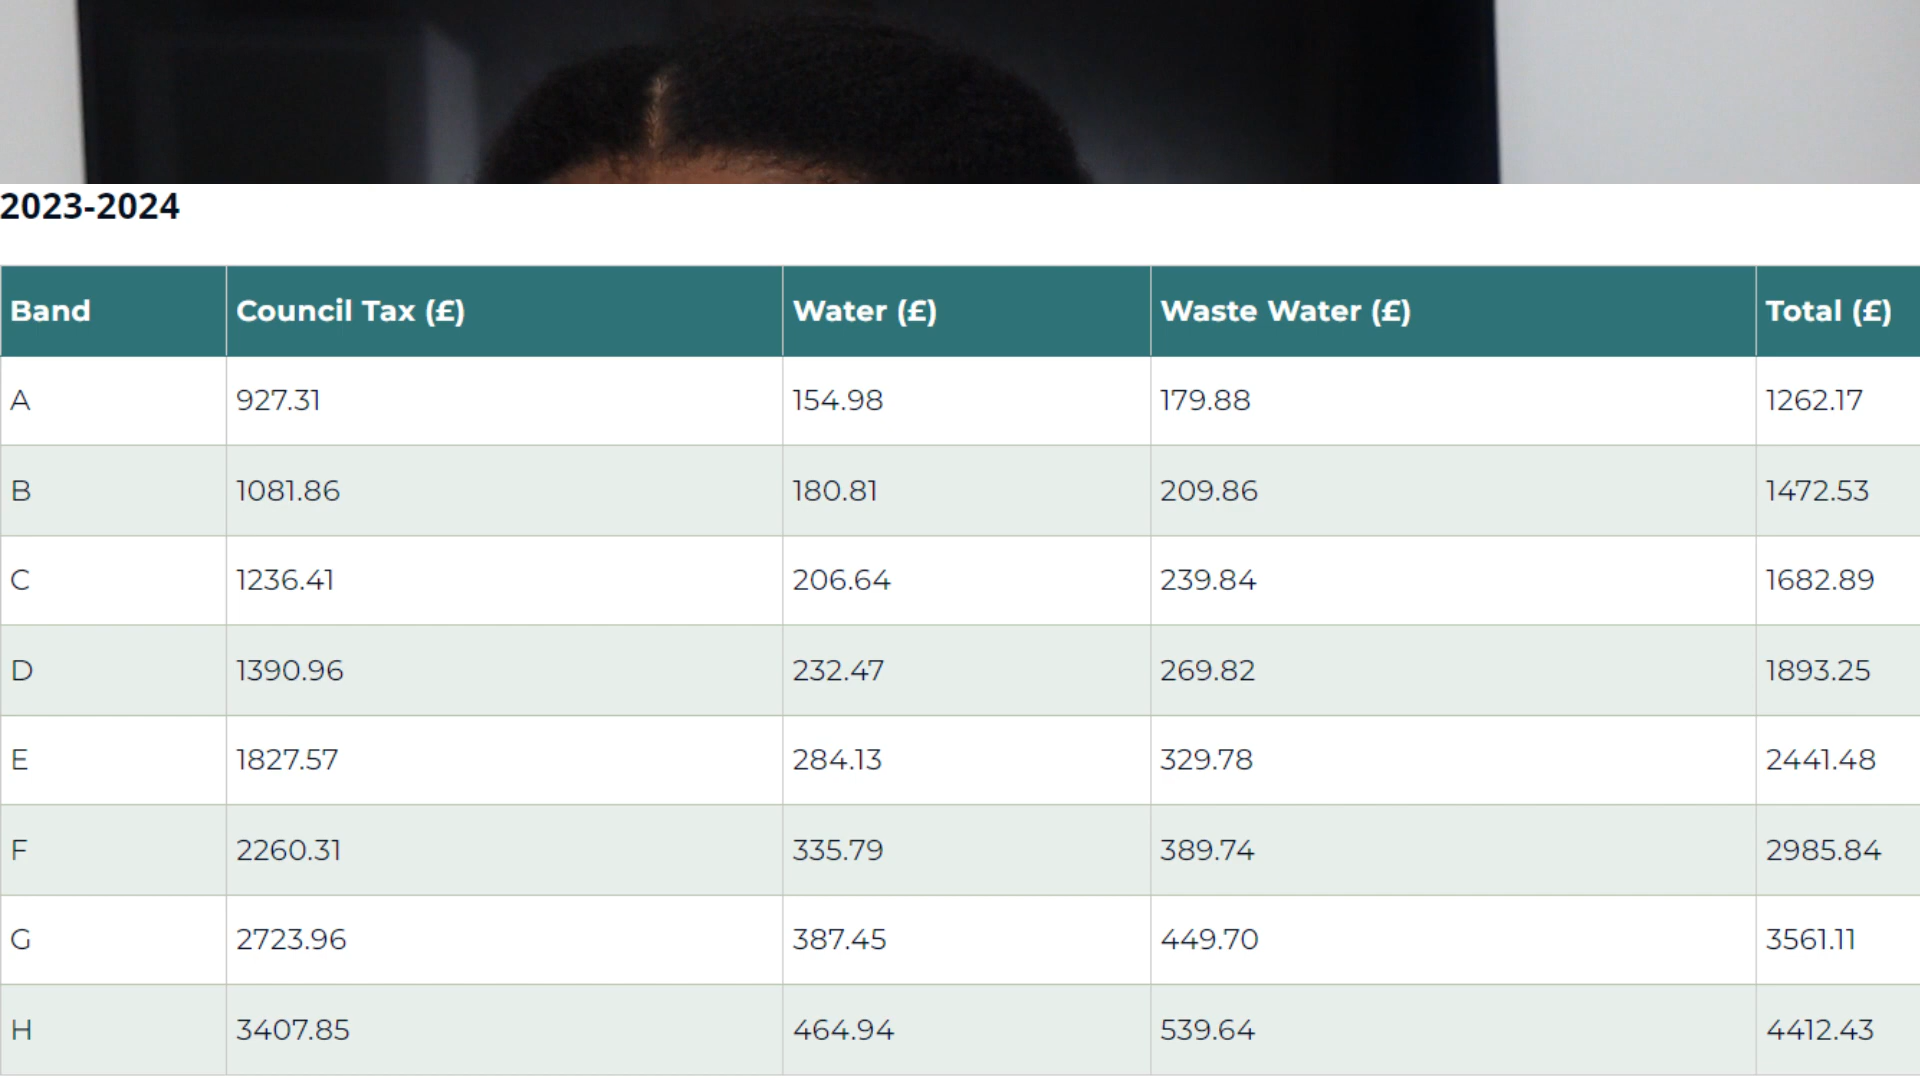 2023-2024
Band Council Tax (£) Water (£) Waste Water (£) Total (£)
A 927.31 154.98 179.88 1262.17
B 1081.86 180.81 209.86 1472.53
C 1236.41 206.64 239.84 1682.89
D 1390.96 232.47 269.82 1893.25
E 1827.57 284.13 329.78 2441.48
F 2260.31 335.79 389.74 2985.84
G 2723.96 387.45 449.70 3561.11
H 3407.85 464.94 539.64 4412.43